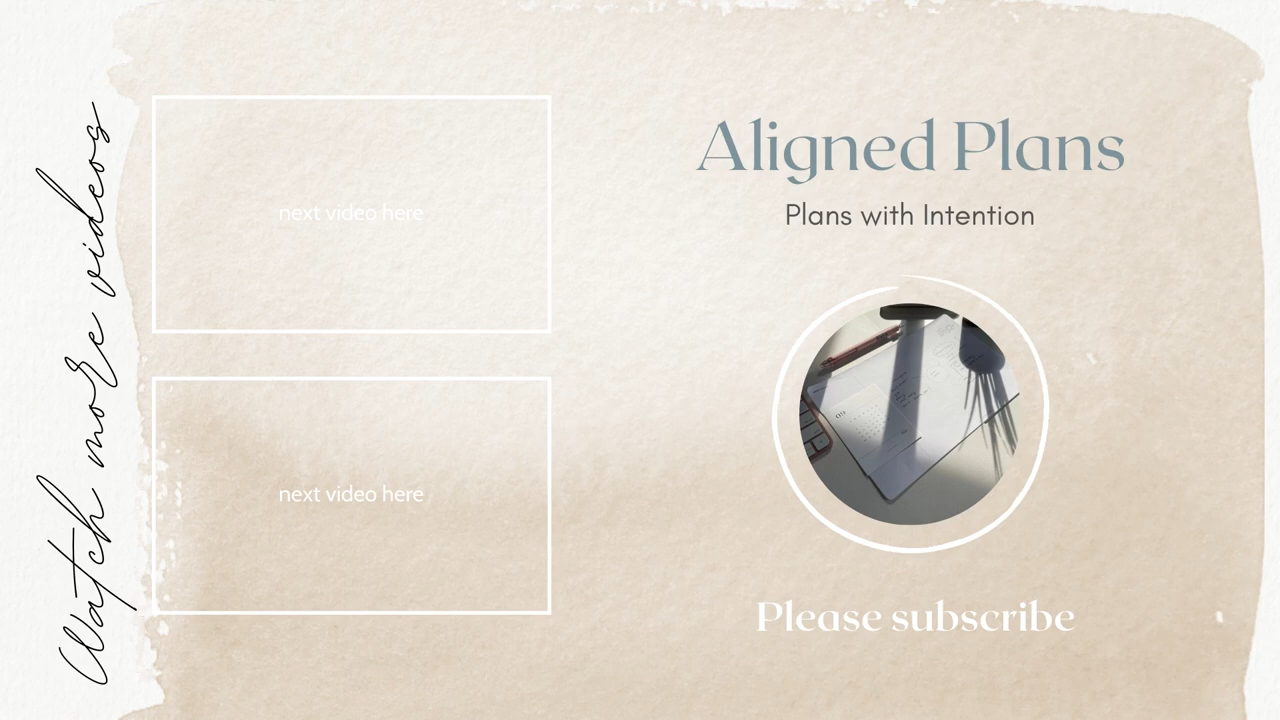 Watch more videos
next video here
next video here
Aligned Plans
Plans with Intention
Please subscribe